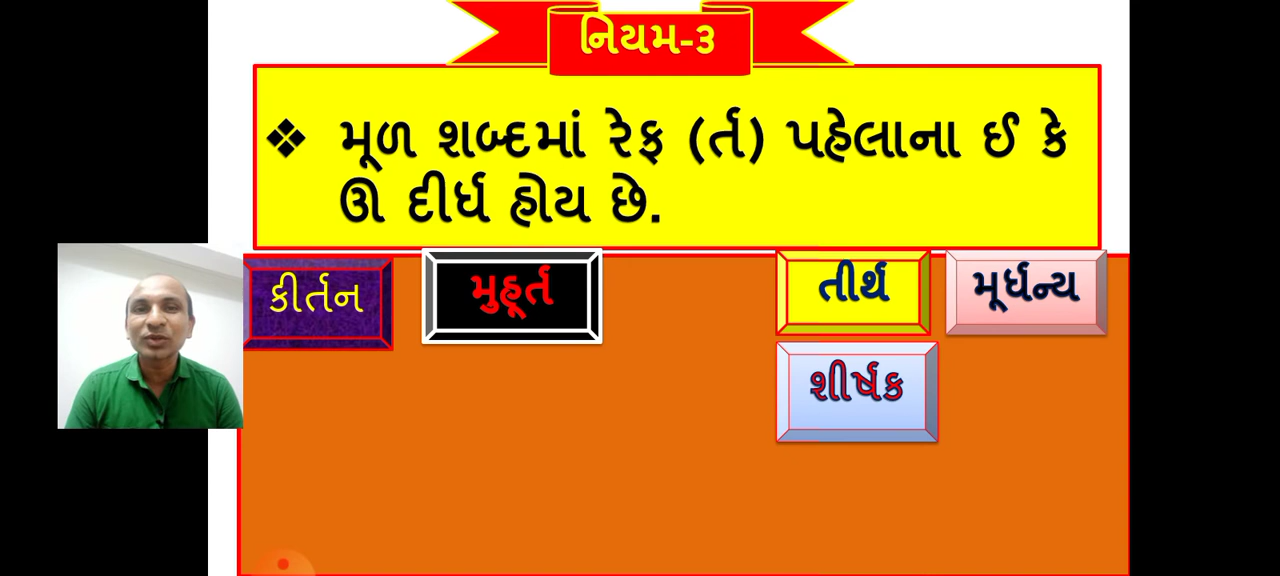 નિયમ-૩
❖ મૂળ શબ્દમાં રેફ (ર્ત) પહેલાના ઈ કે
ઊ દીર્ઘ હોય છે.
કીર્તન મુહૂર્ત તીર્થ મૂર્ધન્ય
શીર્ષક